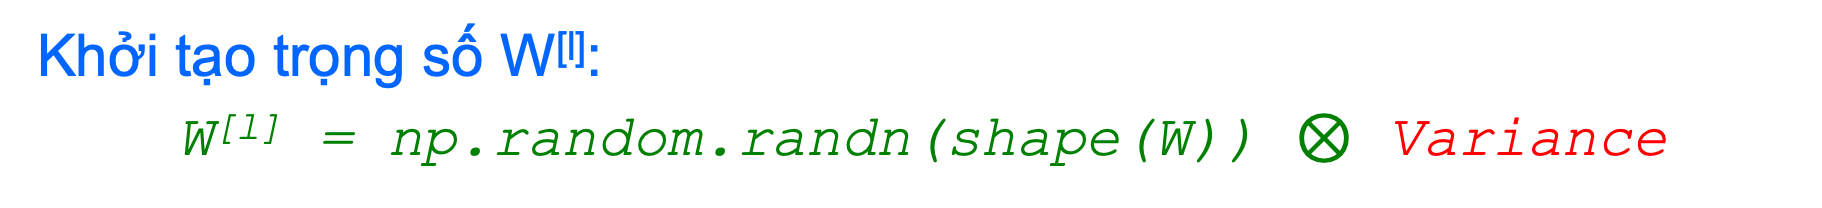 Khởi tạo trọng số W[l]:
W[l] = np.random.randn(shape(W)) ⊗ Variance